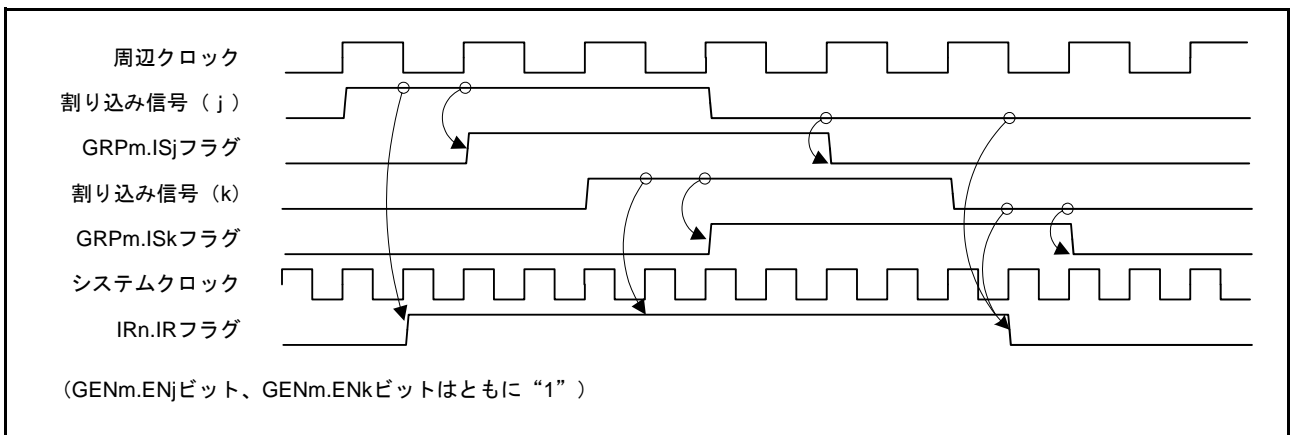 周辺クロック
割り込み信号(j)
GRPm.ISjフラグ
割り込み信号(k)
GRPm.ISkフラグ
システムクロック
IRn.IRフラグ
(GENm.ENjビット、GENm.ENkビットはともに“1”)